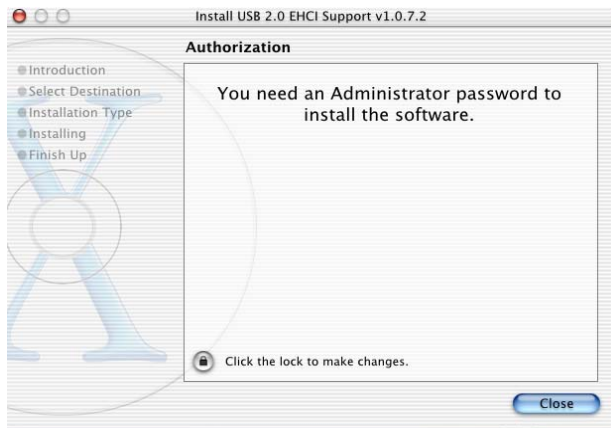 Install USB 2.0 EHCI Support v1.0.7.2
Authorization
Introduction
Select Destination
Installation Type
Installing
Finish Up
You need an Administrator password to
install the software.
Click the lock to make changes.
Close